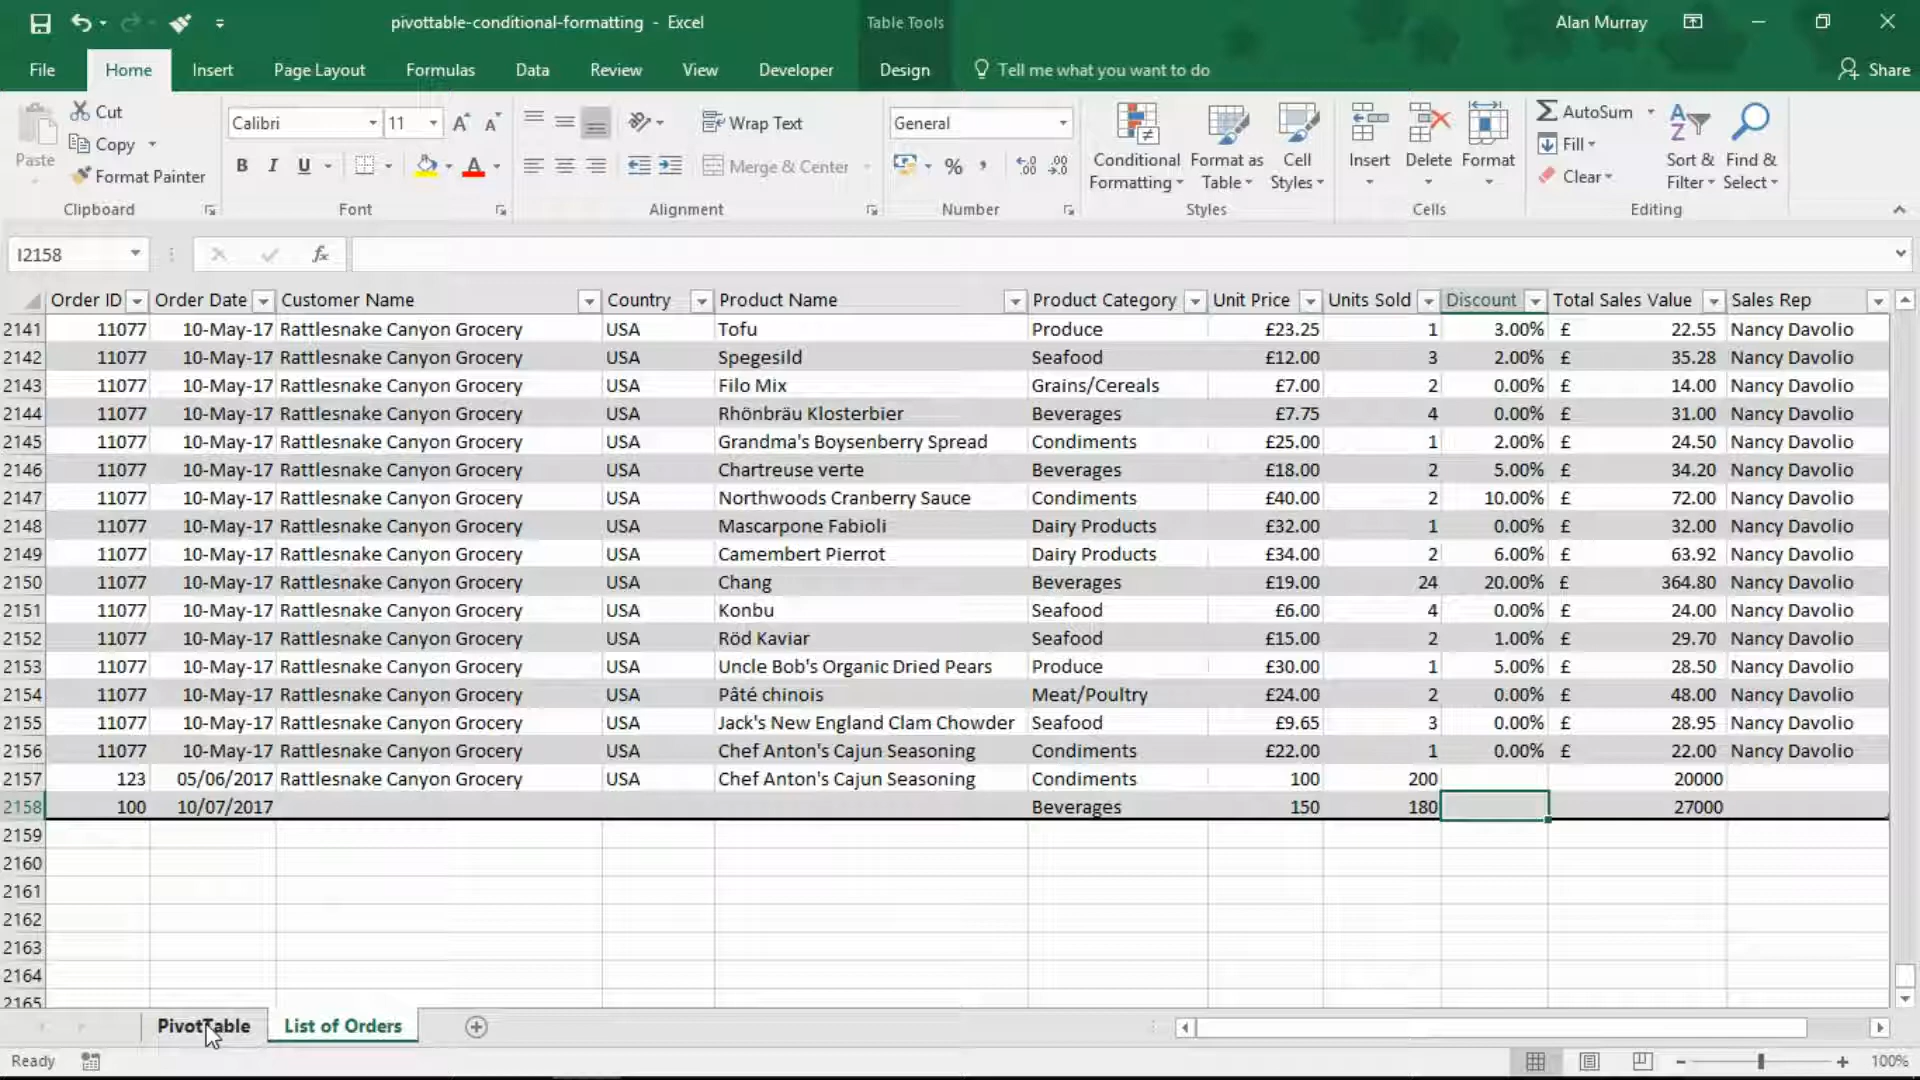 pivottable-conditional-formatting - Excel
Table Tools
Alan Murray
File Home Insert Page Layout Formulas Data Review View Developer Design Tell me what you want to do Share
Paste
Cut
Copy
Format Painter
Clipboard
Calibri 11
B I U A
Font
Wrap Text
Merge & Center
Alignment
General
%
Number
Conditional Formatting
Format as Table
Cell Styles
Styles
Insert Delete Format
Cells
AutoSum
Fill
Clear
Sort & Filter
Find & Select
Editing
I2158 fx
Order ID Order Date Customer Name Country Product Name Product Category Unit Price Units Sold Discount Total Sales Value Sales Rep
2141 11077 10-May-17 Rattlesnake Canyon Grocery USA Tofu Produce £23.25 1 3.00% £ 22.55 Nancy Davolio
2142 11077 10-May-17 Rattlesnake Canyon Grocery USA Spegesild Seafood £12.00 3 2.00% £ 35.28 Nancy Davolio
2143 11077 10-May-17 Rattlesnake Canyon Grocery USA Filo Mix Grains/Cereals £7.00 2 0.00% £ 14.00 Nancy Davolio
2144 11077 10-May-17 Rattlesnake Canyon Grocery USA Rhönbräu Klosterbier Beverages £7.75 4 0.00% £ 31.00 Nancy Davolio
2145 11077 10-May-17 Rattlesnake Canyon Grocery USA Grandma's Boysenberry Spread Condiments £25.00 1 2.00% £ 24.50 Nancy Davolio
2146 11077 10-May-17 Rattlesnake Canyon Grocery USA Chartreuse verte Beverages £18.00 2 5.00% £ 34.20 Nancy Davolio
2147 11077 10-May-17 Rattlesnake Canyon Grocery USA Northwoods Cranberry Sauce Condiments £40.00 2 10.00% £ 72.00 Nancy Davolio
2148 11077 10-May-17 Rattlesnake Canyon Grocery USA Mascarpone Fabioli Dairy Products £32.00 1 0.00% £ 32.00 Nancy Davolio
2149 11077 10-May-17 Rattlesnake Canyon Grocery USA Camembert Pierrot Dairy Products £34.00 2 6.00% £ 63.92 Nancy Davolio
2150 11077 10-May-17 Rattlesnake Canyon Grocery USA Chang Beverages £19.00 24 20.00% £ 364.80 Nancy Davolio
2151 11077 10-May-17 Rattlesnake Canyon Grocery USA Konbu Seafood £6.00 4 0.00% £ 24.00 Nancy Davolio
2152 11077 10-May-17 Rattlesnake Canyon Grocery USA Röd Kaviar Seafood £15.00 2 1.00% £ 29.70 Nancy Davolio
2153 11077 10-May-17 Rattlesnake Canyon Grocery USA Uncle Bob's Organic Dried Pears Produce £30.00 1 5.00% £ 28.50 Nancy Davolio
2154 11077 10-May-17 Rattlesnake Canyon Grocery USA Pâté chinois Meat/Poultry £24.00 2 0.00% £ 48.00 Nancy Davolio
2155 11077 10-May-17 Rattlesnake Canyon Grocery USA Jack's New England Clam Chowder Seafood £9.65 3 0.00% £ 28.95 Nancy Davolio
2156 11077 10-May-17 Rattlesnake Canyon Grocery USA Chef Anton's Cajun Seasoning Condiments £22.00 1 0.00% £ 22.00 Nancy Davolio
2157 123 05/06/2017 Rattlesnake Canyon Grocery USA Chef Anton's Cajun Seasoning Condiments 100 200 20000
2158 100 10/07/2017 Beverages 150 180 27000
2159
2160
2161
2162
2163
2164
2165
PivotTable List of Orders
Ready 100%